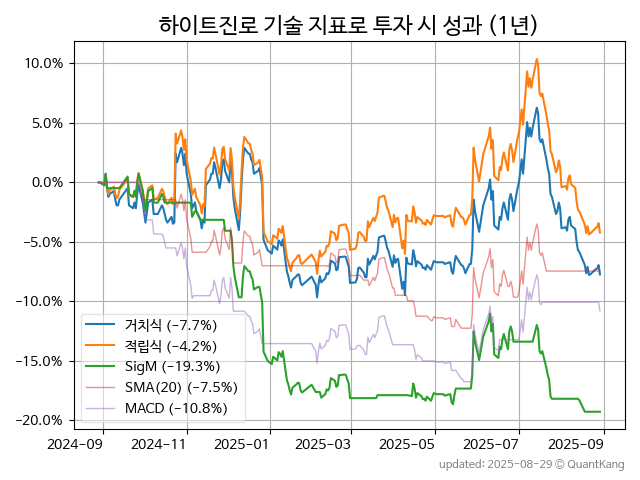 하이트진로 기술 지표로 투자 시 성과 (1년)
10.0%
5.0%
0.0%
−5.0%
−10.0%
−15.0%
−20.0%
거치식 (−7.7%)
적립식 (−4.2%)
SigM (−19.3%)
SMA(20) (−7.5%)
MACD (−10.8%)
2024-09 2024-11 2025-01 2025-03 2025-05 2025-07 2025-09
updated: 2025-08-29 © QuantKang